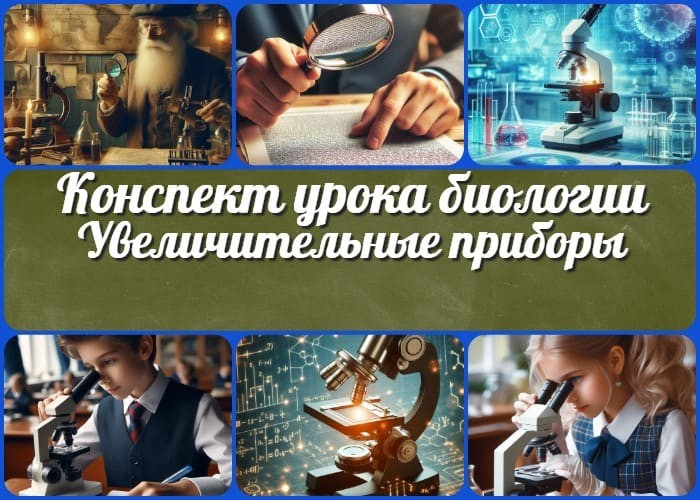 Конспект урока биологии
Увеличительные приборы